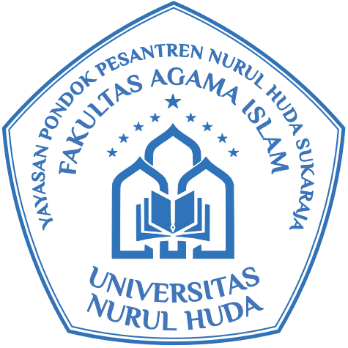 YAYASAN PONDOK PESANTREN NURUL HUDA SUKARAJA
FAKULTAS AGAMA ISLAM
UNIVERSITAS
NURUL HUDA